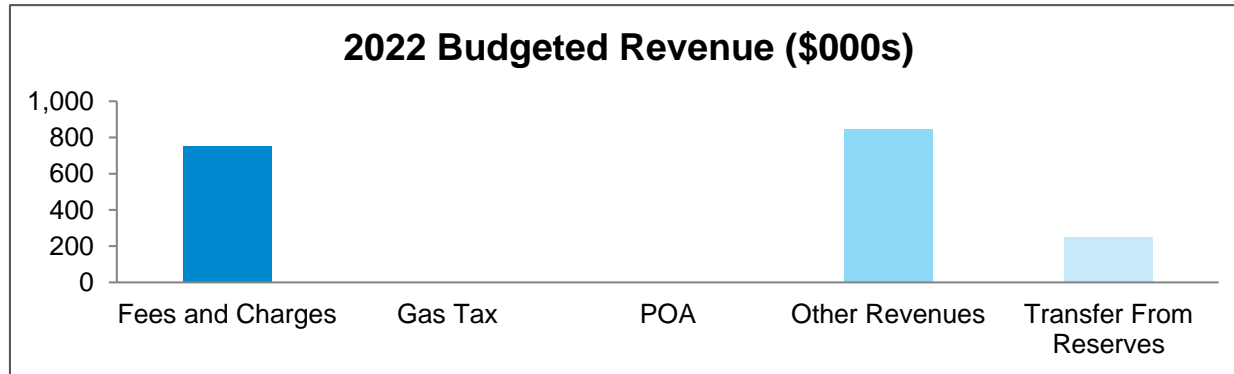 2022 Budgeted Revenue ($000s)
1,000
800
600
400
200
0
Fees and Charges Gas Tax POA Other Revenues Transfer From
Reserves